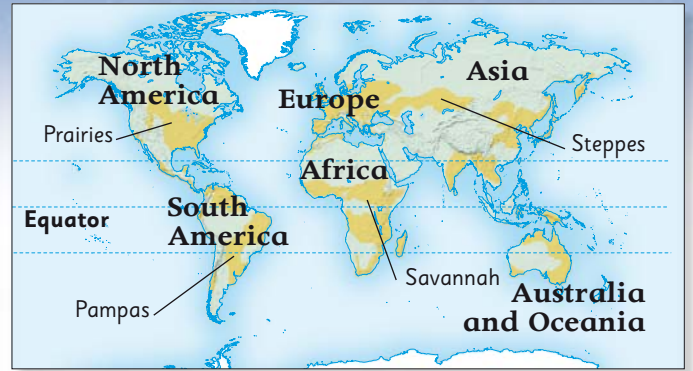 North
America
Prairies
Europe
Asia
Steppes
Africa
Equator
South
America
Savannah
Pampas
Australia
and Oceania